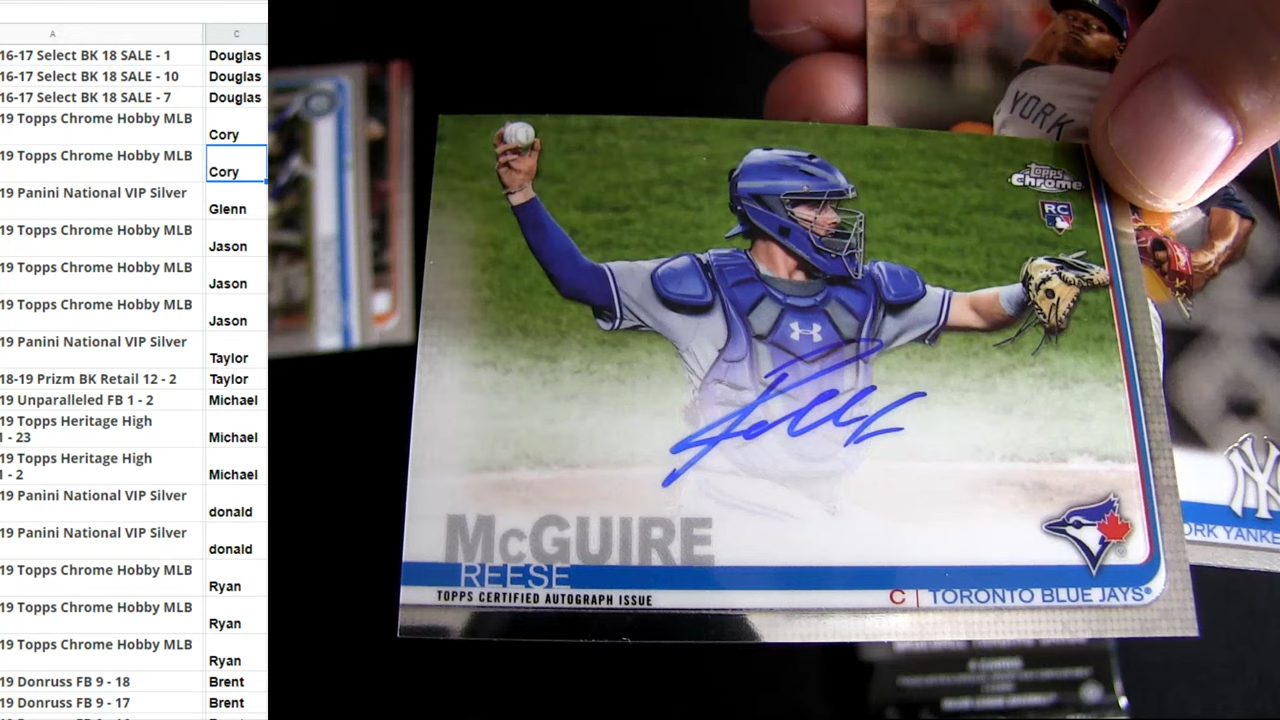 A
C
16-17 Select BK 18 SALE - 1 Douglas
16-17 Select BK 18 SALE - 10 Douglas
16-17 Select BK 18 SALE - 7 Douglas
19 Topps Chrome Hobby MLB
Cory
19 Topps Chrome Hobby MLB
Cory
19 Panini National VIP Silver
Glenn
19 Topps Chrome Hobby MLB
Jason
19 Topps Chrome Hobby MLB
Jason
19 Topps Chrome Hobby MLB
Jason
19 Panini National VIP Silver
Taylor
18-19 Prizm BK Retail 12 - 2 Taylor
19 Unparalleled FB 1 - 2 Michael
19 Topps Heritage High
1 - 23 Michael
19 Topps Heritage High
1 - 2 Michael
19 Panini National VIP Silver
donald
19 Panini National VIP Silver
donald
19 Topps Chrome Hobby MLB
Ryan
19 Topps Chrome Hobby MLB
Ryan
19 Topps Chrome Hobby MLB
Ryan
19 Donruss FB 9 - 18 Brent
19 Donruss FB 9 - 17 Brent
YORK
Topps
Chrome
RC
McGUIRE
REESE
TOPPS CERTIFIED AUTOGRAPH ISSUE
C | TORONTO BLUE JAYS
NY
ORK YANKE